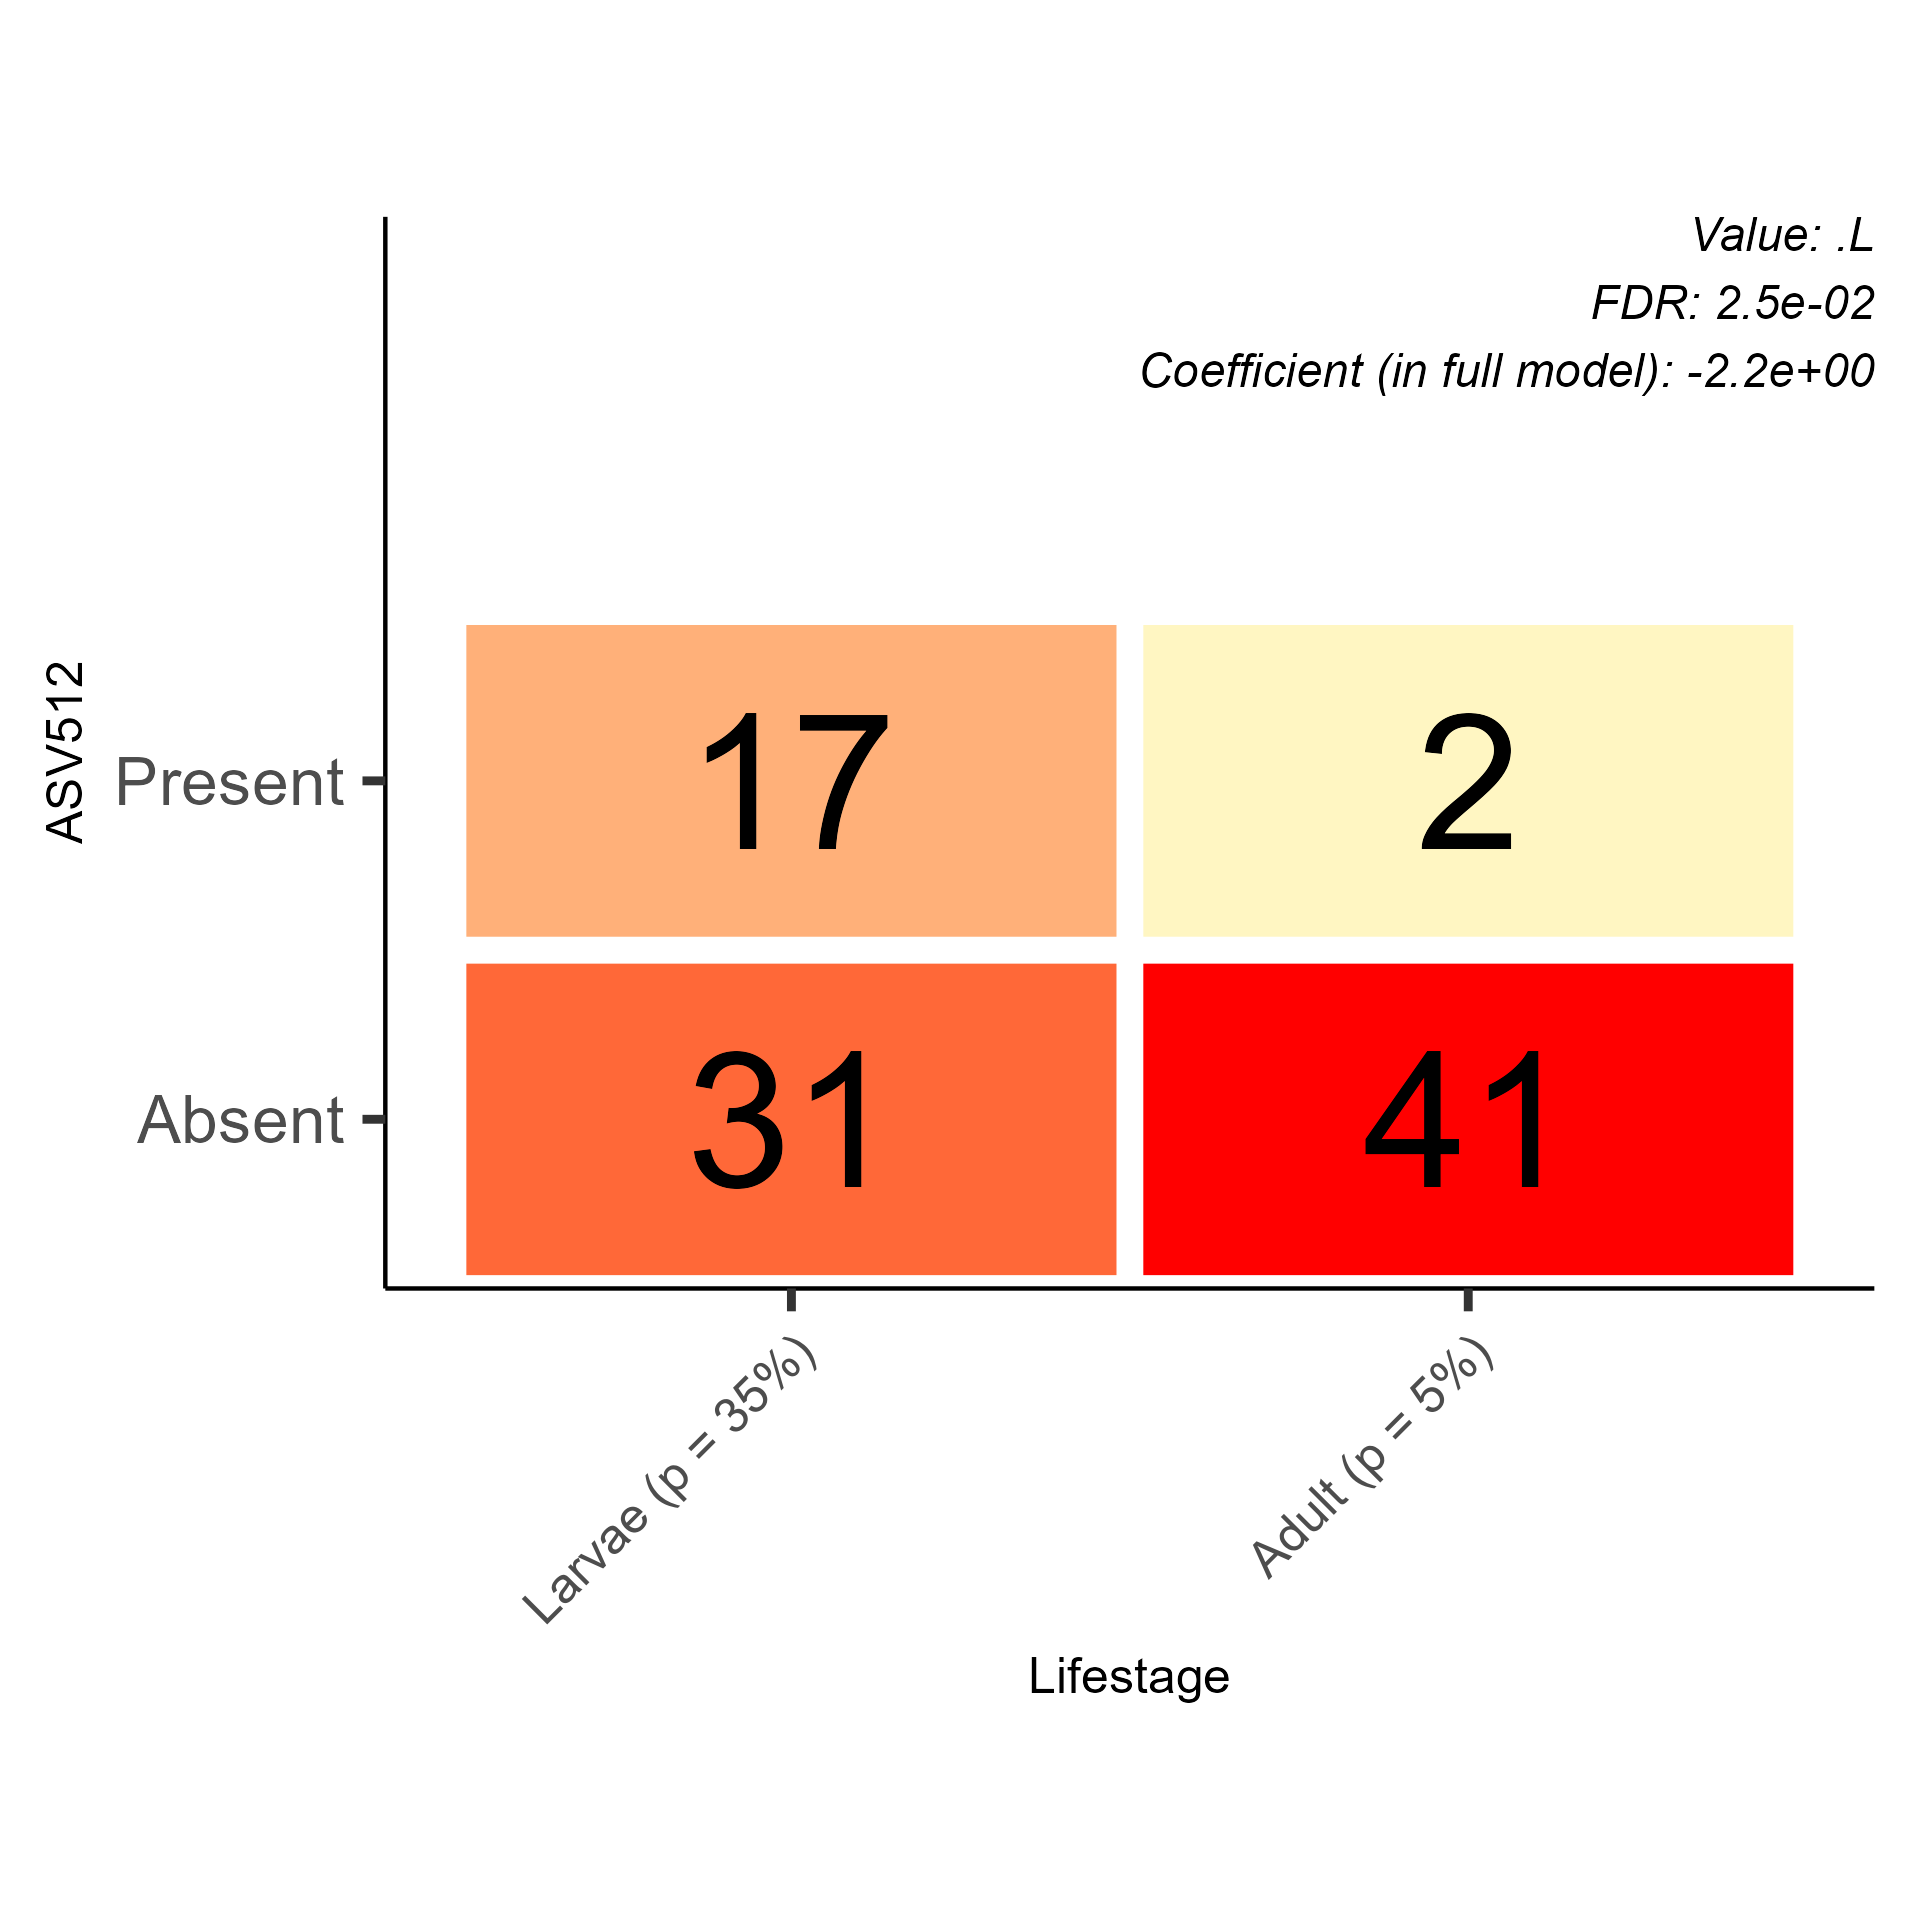 Value: .L
FDR: 2.5e-02
Coefficient (in full model): -2.2e+00
ASV512
Present
17
2
Absent
31
41
Larvae (p = 35%)
Adult (p = 5%)
Lifestage